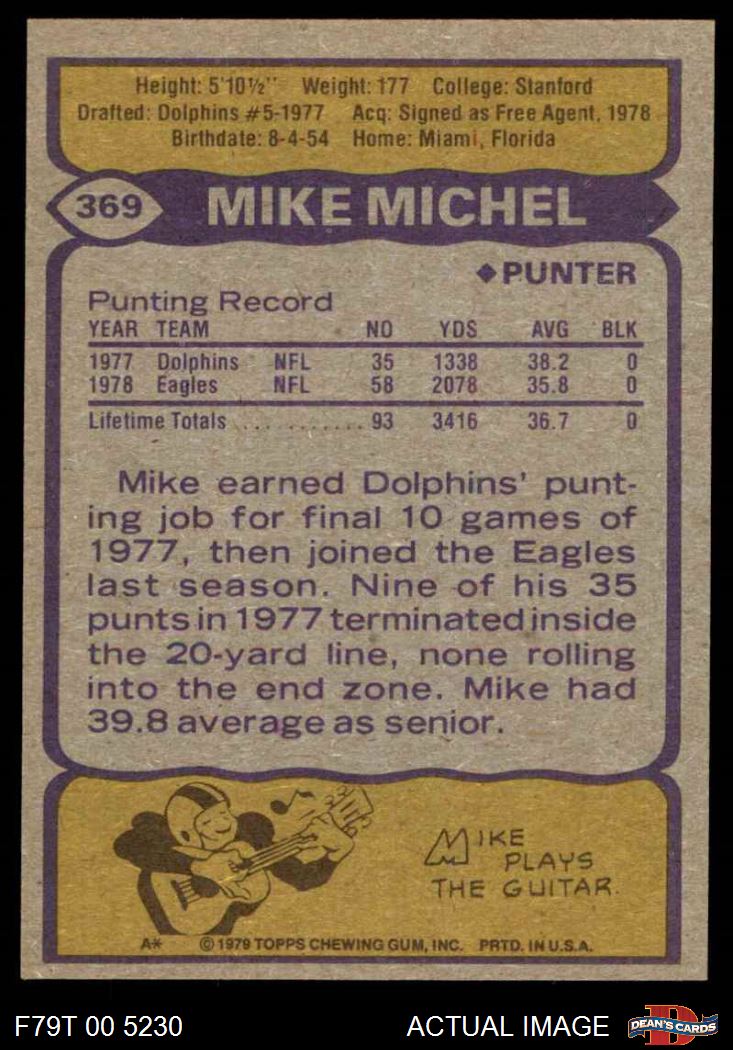 Height: 5'10½" Weight: 177 College: Stanford
Drafted: Dolphins #5-1977 Acq: Signed as Free Agent, 1978
Birthdate: 8-4-54 Home: Miami, Florida
369 MIKE MICHEL
◆PUNTER
Punting Record
YEAR TEAM NO YDS AVG BLK
1977 Dolphins NFL 35 1338 38.2 0
1978 Eagles NFL 58 2078 35.8 0
Lifetime Totals .......... 93 3416 36.7 0
Mike earned Dolphins' punt-
ing job for final 10 games of
1977, then joined the Eagles
last season. Nine of his 35
punts in 1977 terminated inside
the 20-yard line, none rolling
into the end zone. Mike had
39.8 average as senior.
MIKE
PLAYS
THE GUITAR.
A* © 1979 TOPPS CHEWING GUM, INC. PRTD. IN U.S.A.
F79T 00 5230 ACTUAL IMAGE D DEAN'S CARDS